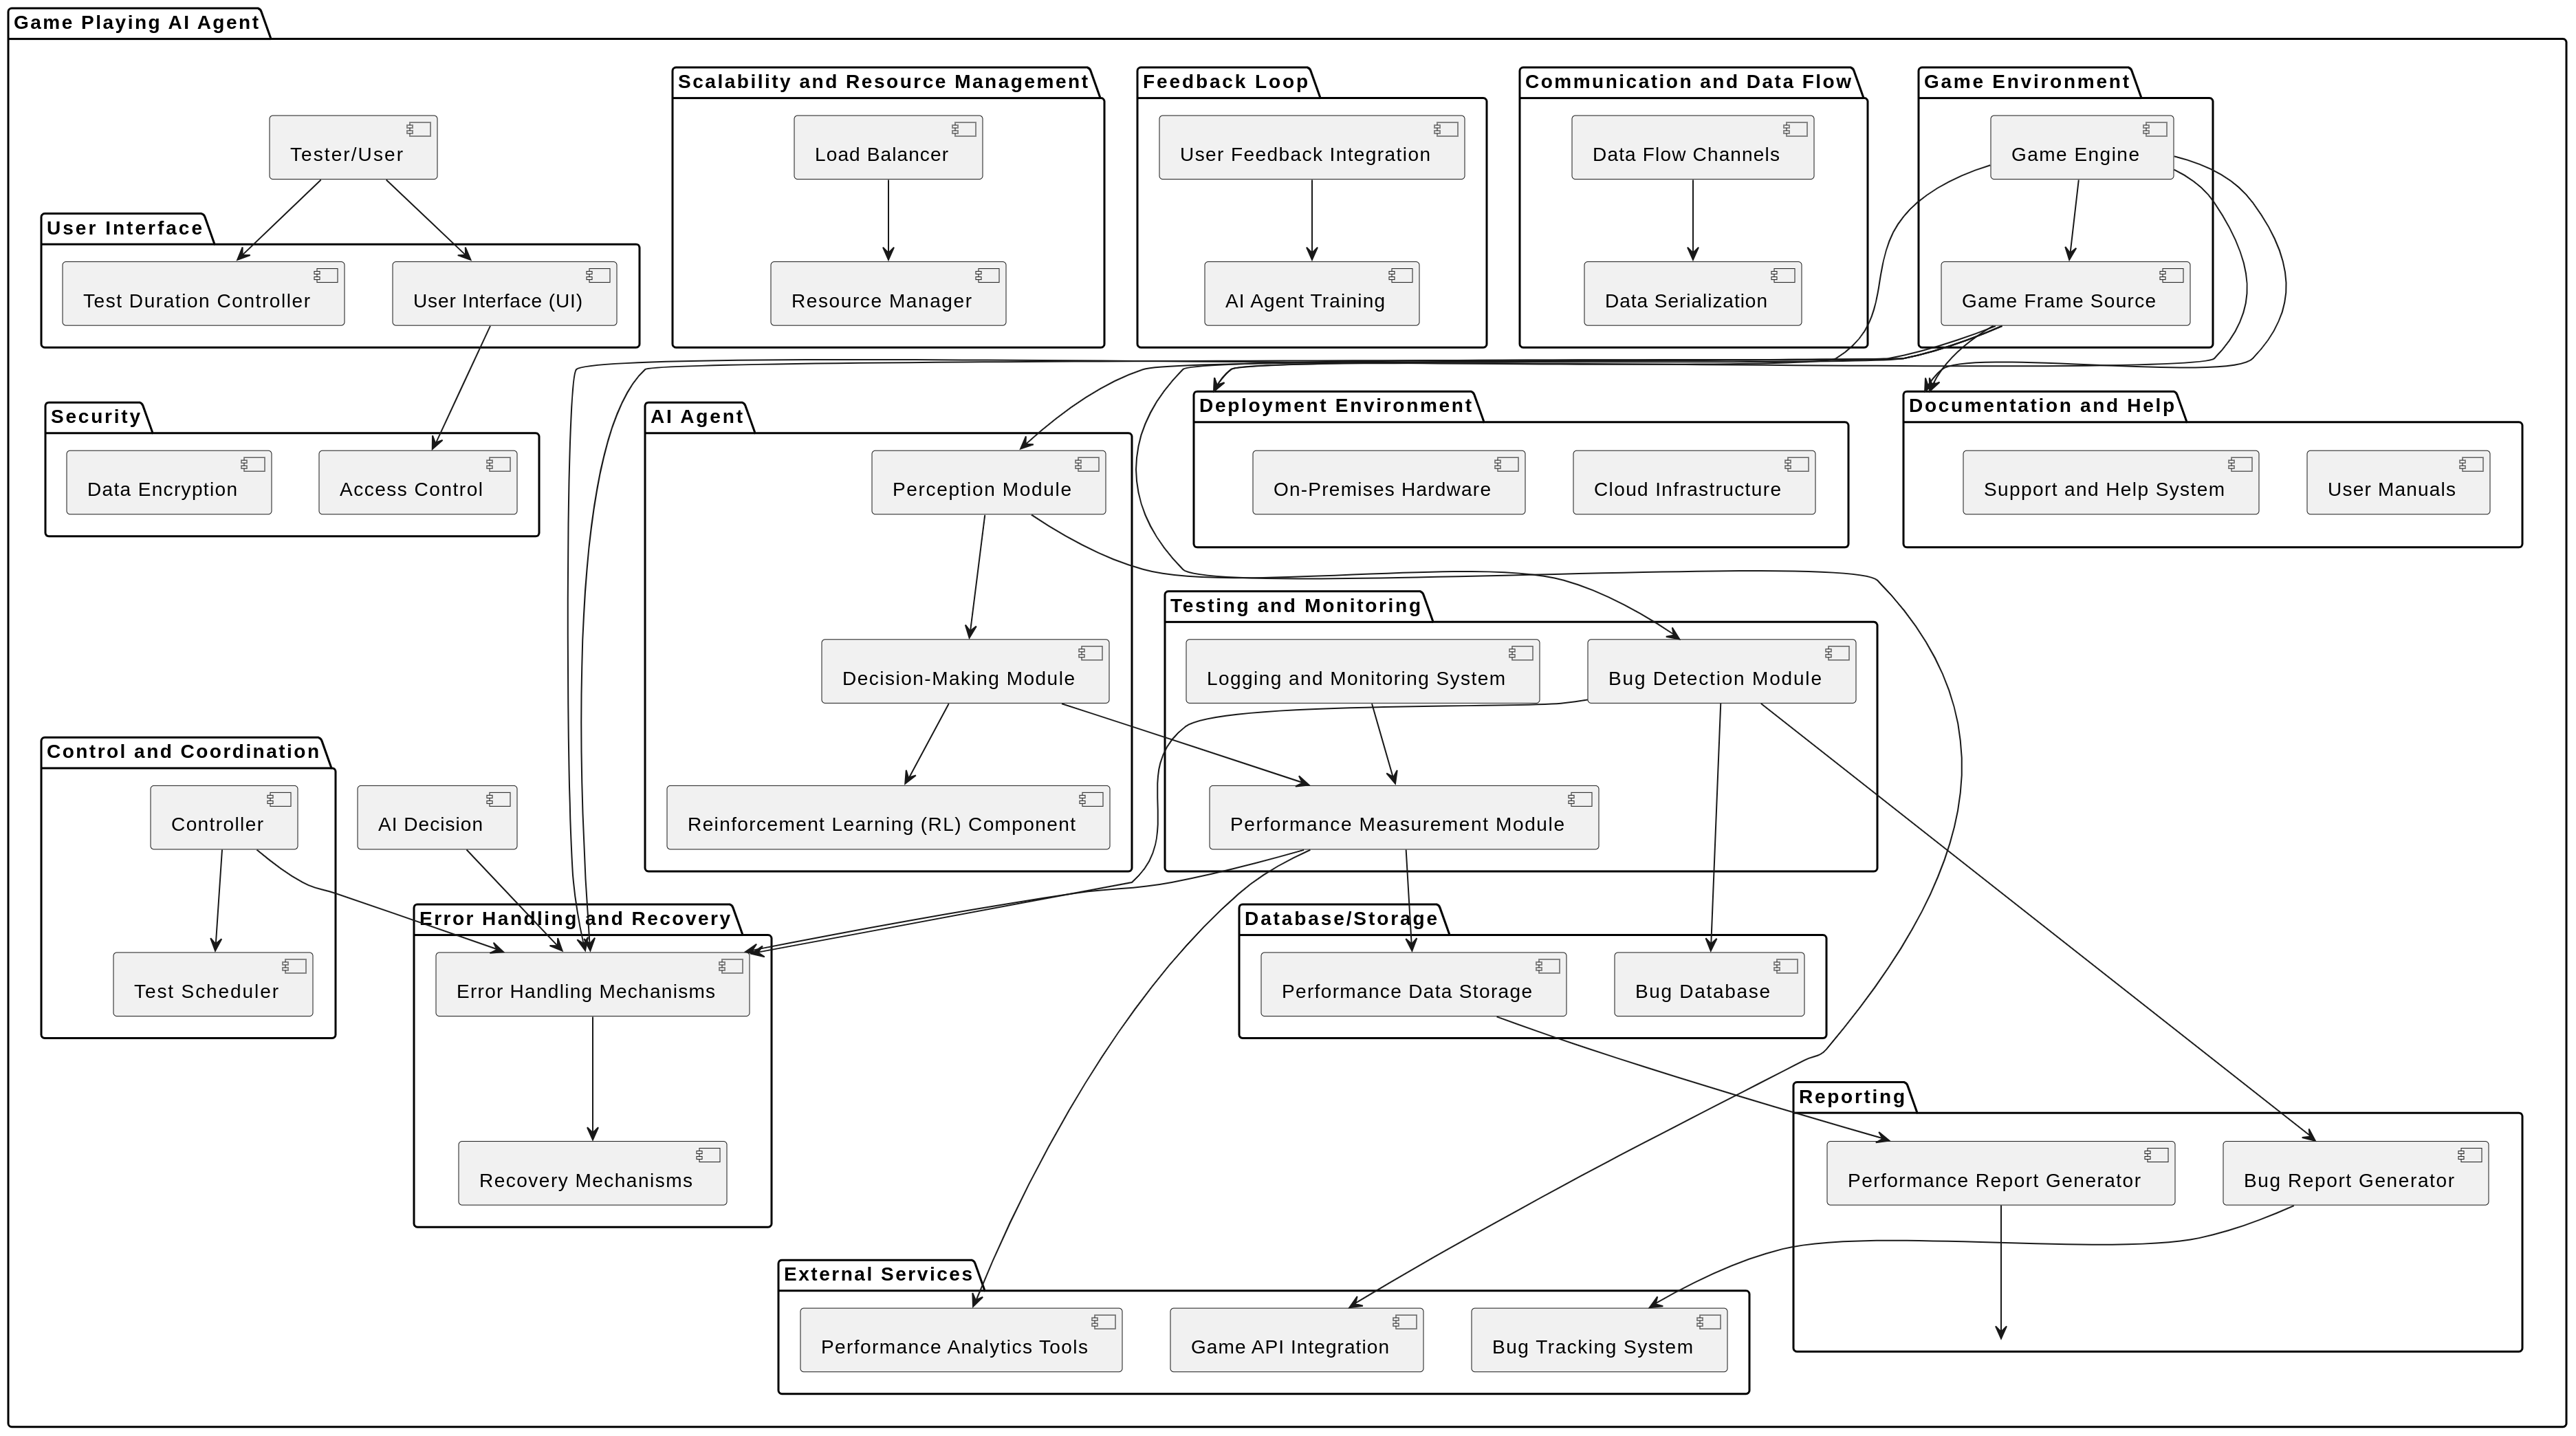 Game Playing AI Agent
Scalability and Resource Management
Feedback Loop
Communication and Data Flow
Game Environment
Tester/User
Load Balancer
User Feedback Integration
Data Flow Channels
Game Engine
User Interface
Test Duration Controller
User Interface (UI)
Resource Manager
AI Agent Training
Data Serialization
Game Frame Source
Security
AI Agent
Deployment Environment
Documentation and Help
Data Encryption
Access Control
Perception Module
On-Premises Hardware
Cloud Infrastructure
Support and Help System
User Manuals
Testing and Monitoring
Decision-Making Module
Logging and Monitoring System
Bug Detection Module
Control and Coordination
Controller
AI Decision
Reinforcement Learning (RL) Component
Performance Measurement Module
Error Handling and Recovery
Database/Storage
Test Scheduler
Error Handling Mechanisms
Performance Data Storage
Bug Database
Reporting
Recovery Mechanisms
Performance Report Generator
Bug Report Generator
External Services
Performance Analytics Tools
Game API Integration
Bug Tracking System